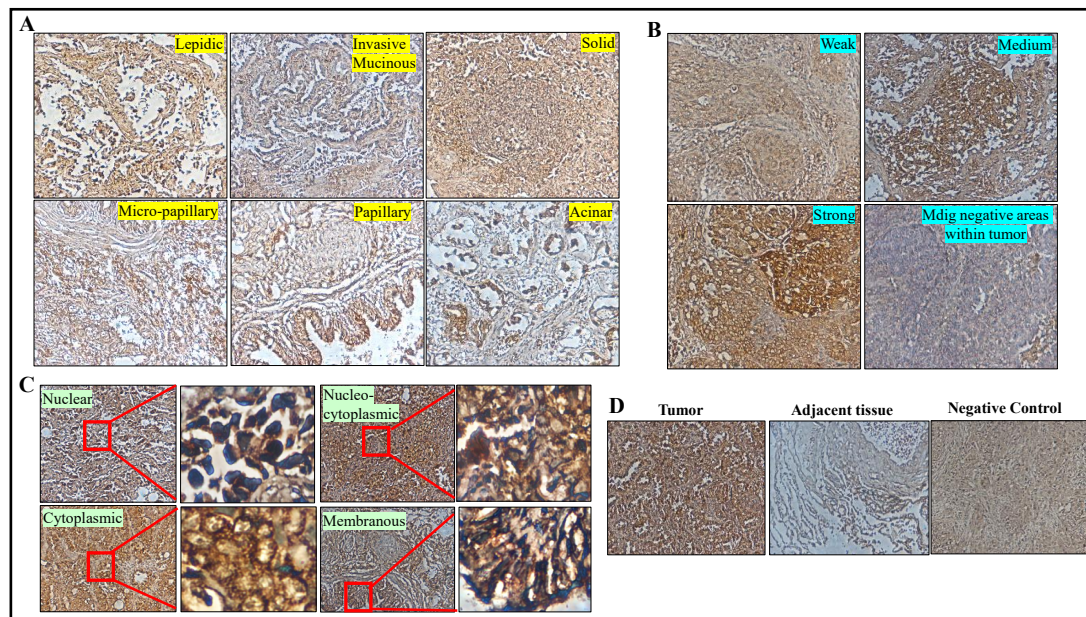 A
Lepidic
Invasive
Mucinous
Solid
Micro-papillary
Papillary
Acinar
B
Weak
Medium
Strong
Mdig negative areas
within tumor
C
Nuclear
Nucleo-
cytoplasmic
Cytoplasmic
Membranous
D
Tumor
Adjacent tissue
Negative Control